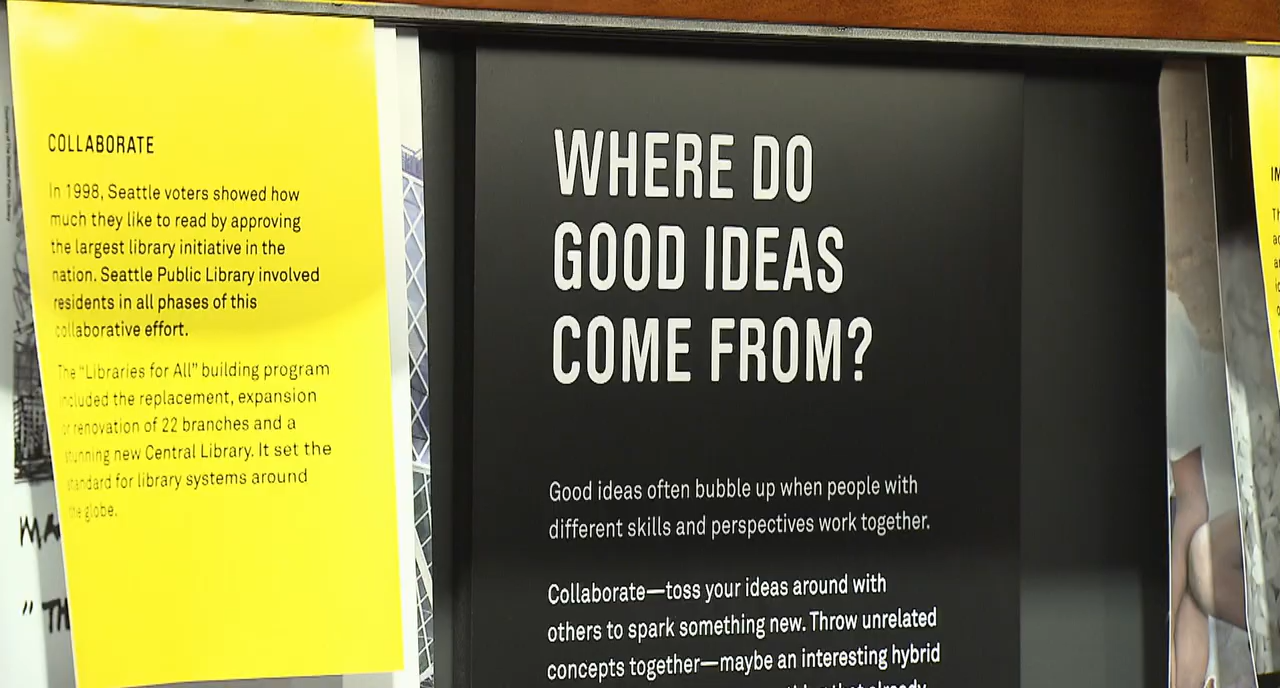 COLLABORATE
In 1998, Seattle voters showed how
much they like to read by approving
the largest library initiative in the
nation. Seattle Public Library involved
residents in all phases of this
collaborative effort.
The “Libraries for All” building program
included the replacement, expansion
or renovation of 22 branches and a
stunning new Central Library. It set the
standard for library systems around
the globe.
WHERE DO
GOOD IDEAS
COME FROM?
Good ideas often bubble up when people with
different skills and perspectives work together.
Collaborate—toss your ideas around with
others to spark something new. Throw unrelated
concepts together—maybe an interesting hybrid
that already